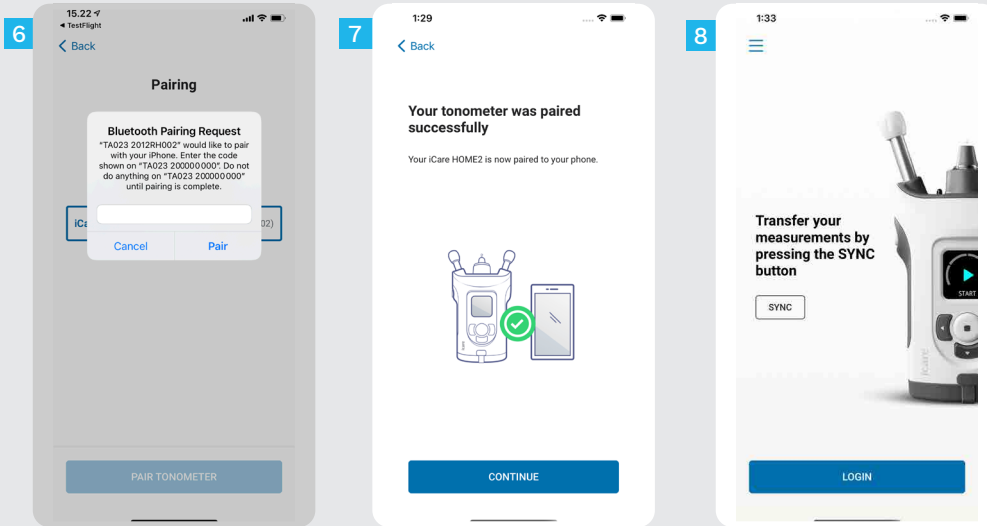 6
15.22
TestFlight
Back
Pairing
Bluetooth Pairing Request
"TA023 2012RH002" would like to pair
with your iPhone. Enter the code
shown on "TA023 200000000". Do not
do anything on "TA023 200000000"
until pairing is complete.
iCa
02)
Cancel
Pair
PAIR TONOMETER
7
1:29
Back
Your tonometer was paired
successfully
Your iCare HOME2 is now paired to your phone.
icare
CONTINUE
8
1:33
Transfer your
measurements by
pressing the SYNC
button
SYNC
START
icare
LOGIN